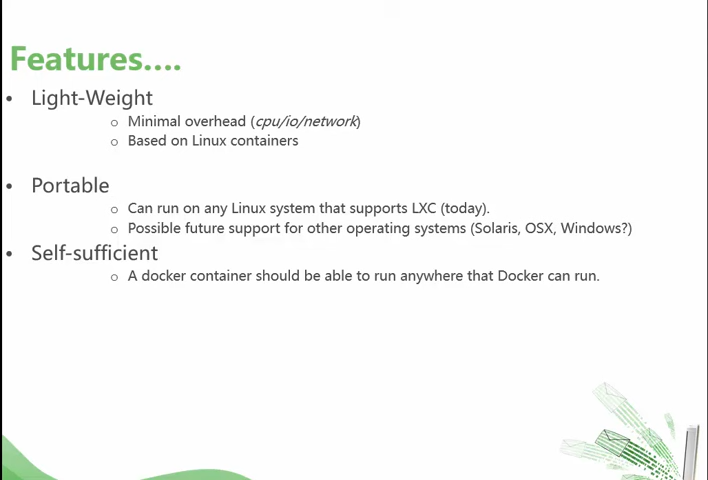 Features....
• Light-Weight
o Minimal overhead (cpu/io/network)
o Based on Linux containers
• Portable
o Can run on any Linux system that supports LXC (today).
o Possible future support for other operating systems (Solaris, OSX, Windows?)
• Self-sufficient
o A docker container should be able to run anywhere that Docker can run.